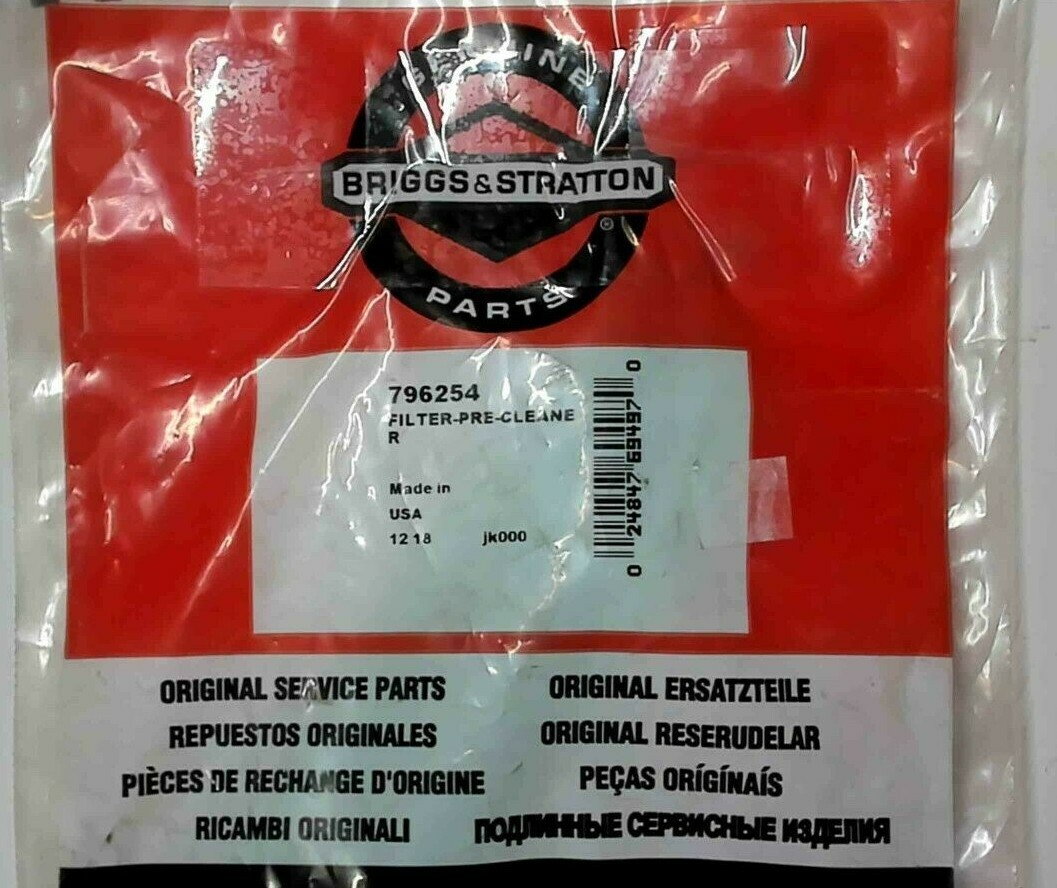 GENUINE
BRIGGS & STRATTON
®
PARTS
796254
FILTER-PRE-CLEANE
R
Made in
USA
12 18 jk000
0 24847 69497 0
ORIGINAL SERVICE PARTS
ORIGINAL ERSATZTEILE
REPUESTOS ORIGINALES
ORIGINAL RESERUDELAR
PIÈCES DE RECHANGE D'ORIGINE
PEÇAS ORÍGÍNAÍS
RICAMBI ORIGINALI
ПОДЛИННЫЕ СЕРВИСНЫЕ ИЗДЕЛИЯ